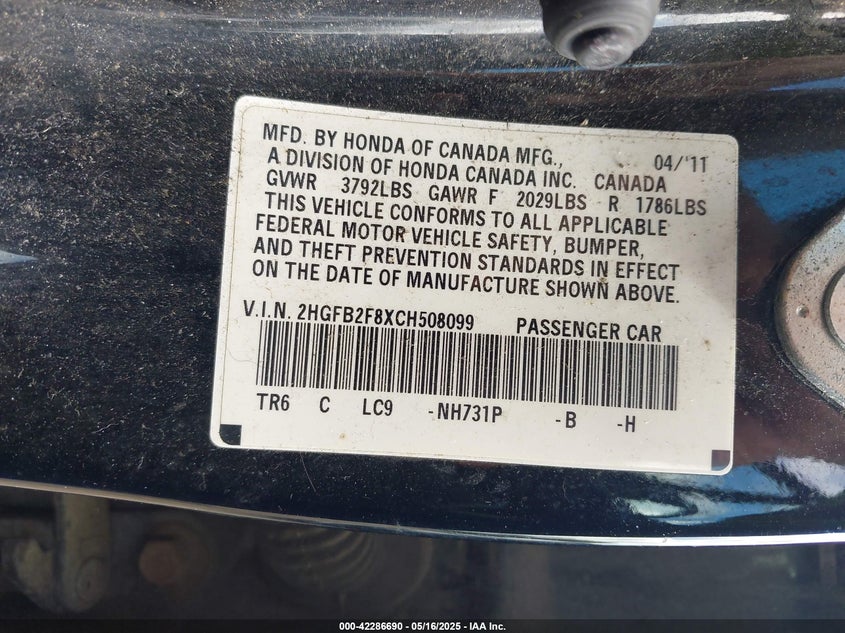 MFD. BY HONDA OF CANADA MFG., 04/'11
A DIVISION OF HONDA CANADA INC. CANADA
GVWR 3792LBS GAWR F 2029LBS R 1786LBS
THIS VEHICLE CONFORMS TO ALL APPLICABLE
FEDERAL MOTOR VEHICLE SAFETY, BUMPER,
AND THEFT PREVENTION STANDARDS IN EFFECT
ON THE DATE OF MANUFACTURE SHOWN ABOVE.
V.I.N. 2HGFB2F8XCH508099 PASSENGER CAR
TR6 C LC9 -NH731P -B -H
000-42286690 - 05/16/2025 - IAA Inc.